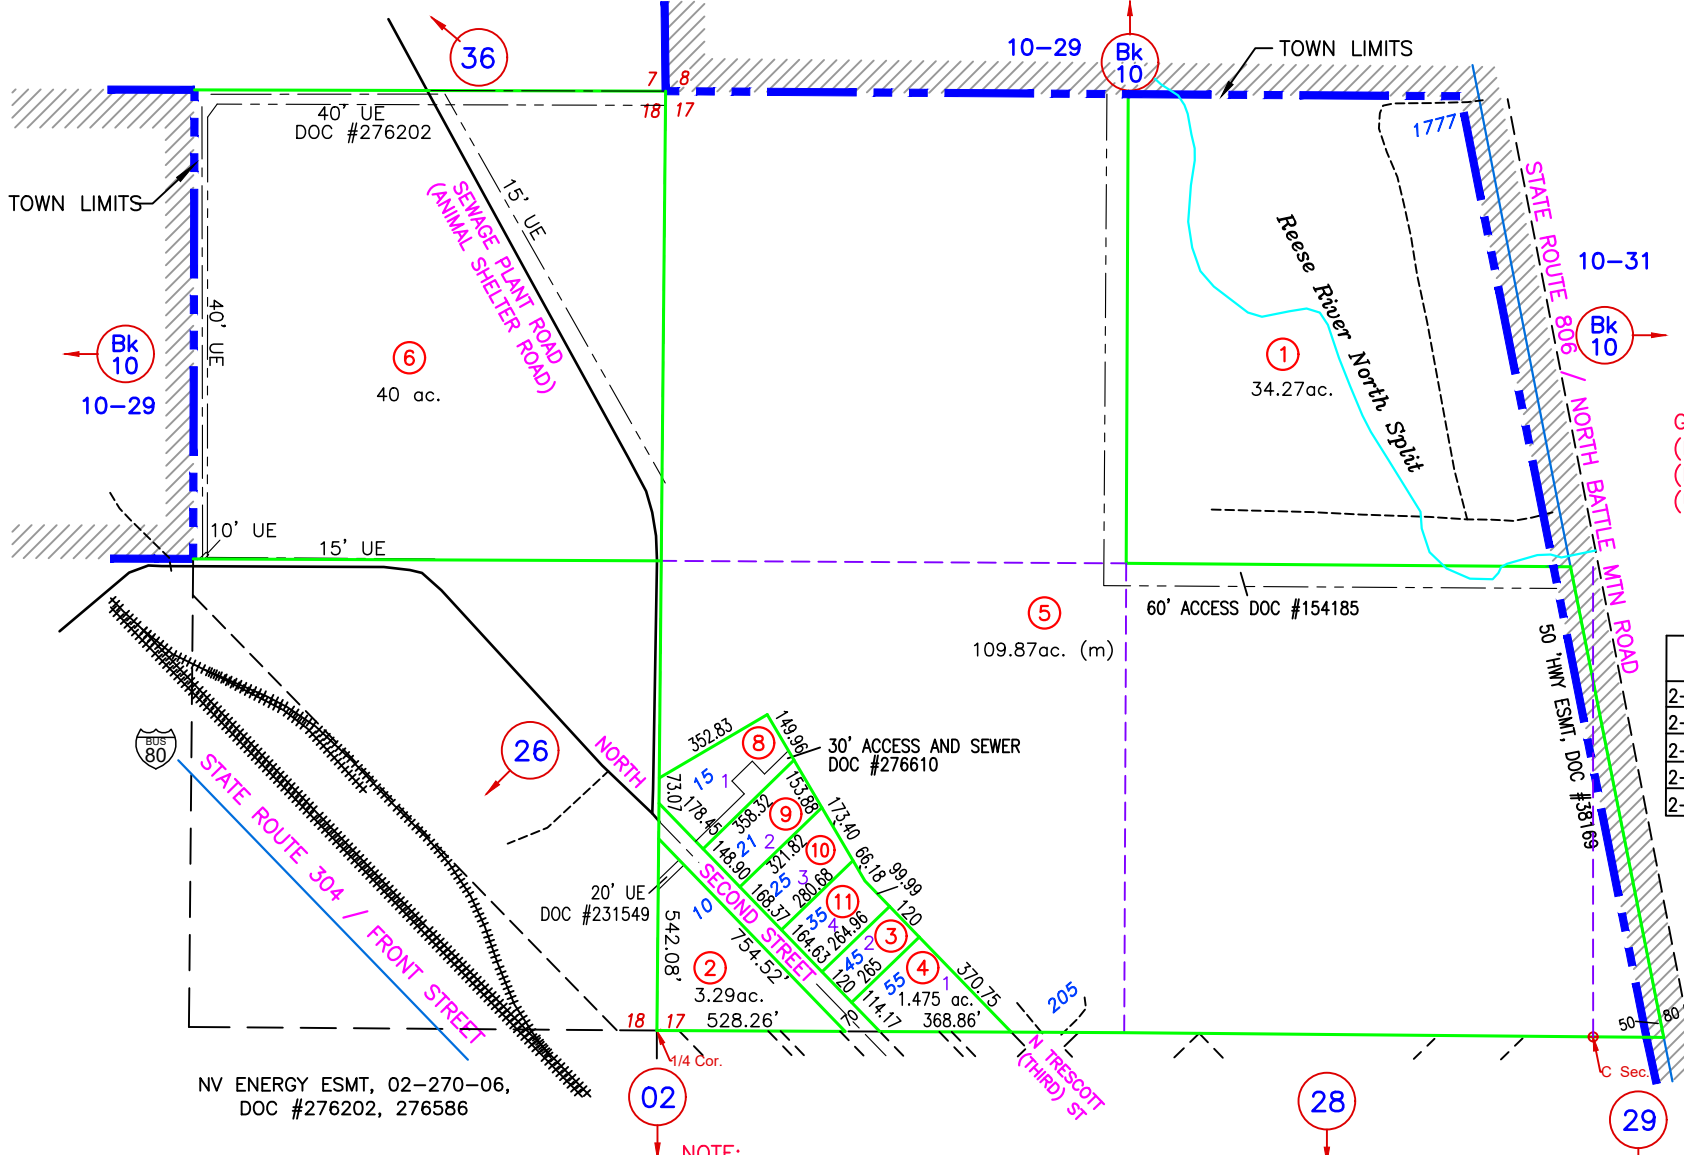 36
10-29
Bk
10
TOWN LIMITS
7
8
18
17
40' UE
DOC #276202
1777
TOWN LIMITS
15' UE
SEWAGE PLANT ROAD
(ANIMAL SHELTER ROAD)
STATE ROUTE 806 / NORTH BATTLE MTN ROAD
Reese River North Split
10-31
Bk
10
40' UE
Bk
10
10-29
6
40 ac.
1
34.27ac.
10' UE
15' UE
60' ACCESS DOC #154185
5
109.87ac. (m)
50 'HWY ESMT, DOC #38169
2-
2-
2-
2-
2-
BUS
80
STATE ROUTE 304 / FRONT STREET
26
NORTH
SECOND STREET
352.83
149.96
8
30' ACCESS AND SEWER
DOC #276610
15
1
73.07
178.45
358.32
153.88
9
21
2
173.40
148.90
321.82
10
66.18
99.99
25
3
168.37
280.68
11
35
4
120
164.63
264.96
3
45
2
120
265
4
55
1
1.475 ac.
370.75
114.17
368.86'
70
20' UE
DOC #231549
10
542.08'
754.52'
2
3.29ac.
528.26'
205
N TRESCOTT
(THIRD) ST
50
80
18
17
1/4 Cor.
C Sec.
NV ENERGY ESMT, 02-270-06,
DOC #276202, 276586
02
28
29
NOTE: